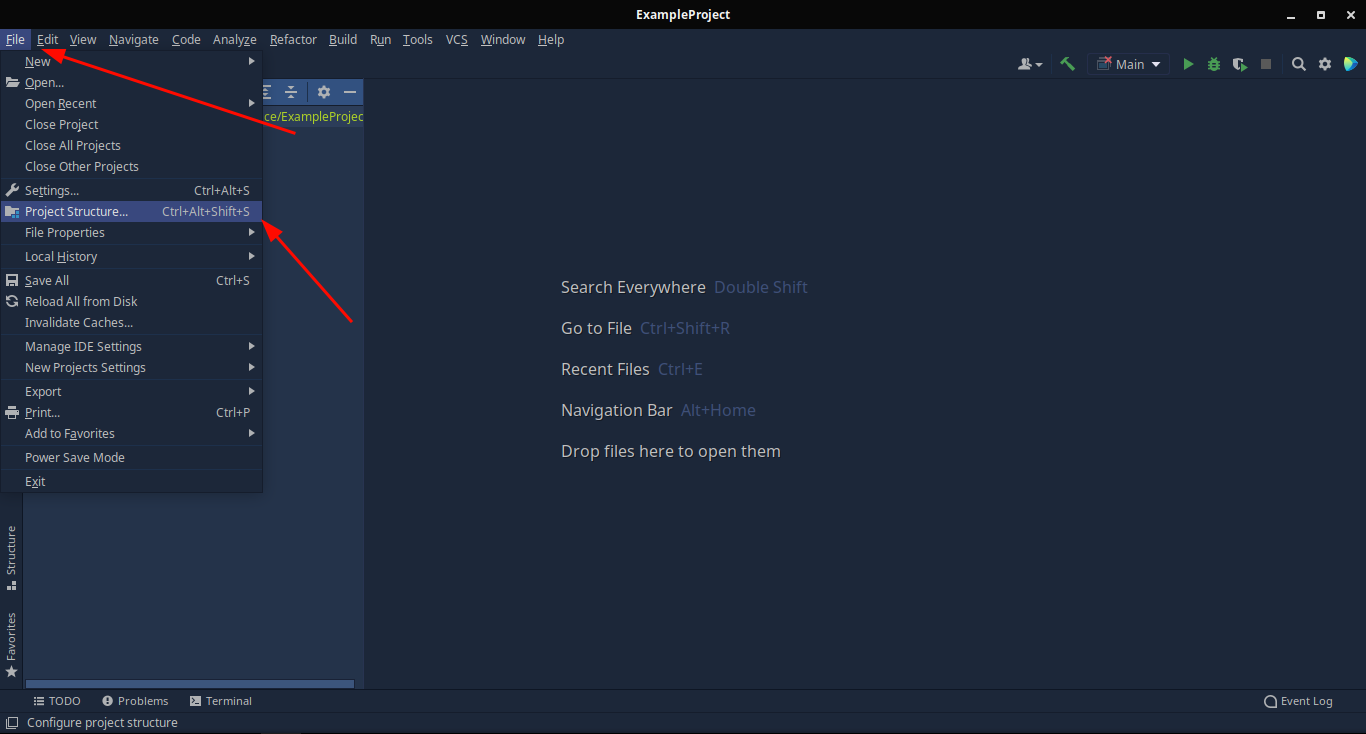 ExampleProject
File Edit View Navigate Code Analyze Refactor Build Run Tools VCS Window Help
Main
New
Open...
Open Recent
Close Project
Close All Projects
Close Other Projects
Settings... Ctrl+Alt+S
Project Structure... Ctrl+Alt+Shift+S
File Properties
Local History
Save All Ctrl+S
Reload All from Disk
Invalidate Caches...
Manage IDE Settings
New Projects Settings
Export
Print... Ctrl+P
Add to Favorites
Power Save Mode
Exit
ce/ExampleProjec
Search Everywhere Double Shift
Go to File Ctrl+Shift+R
Recent Files Ctrl+E
Navigation Bar Alt+Home
Drop files here to open them
Structure
Favorites
TODO Problems Terminal Event Log
Configure project structure